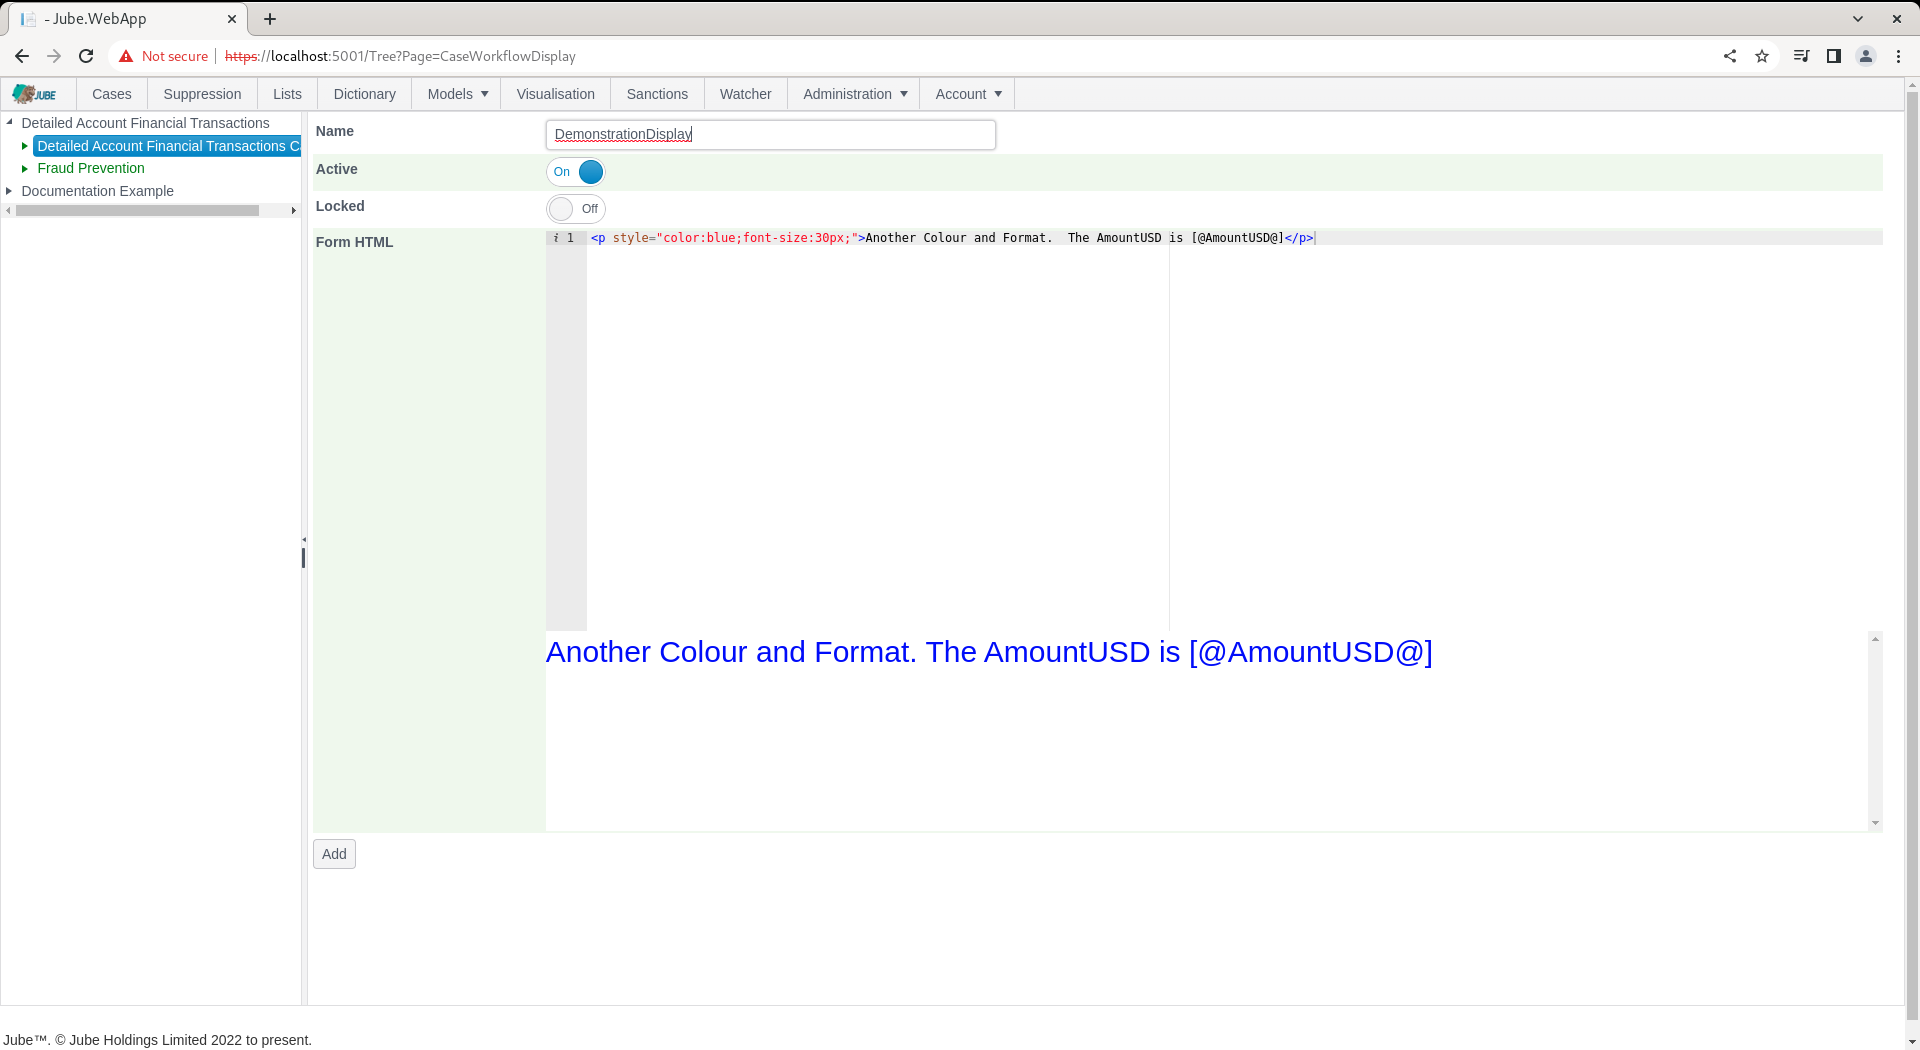 - Jube.WebApp
Not secure https://localhost:5001/Tree?Page=CaseWorkflowDisplay
JUBE Cases Suppression Lists Dictionary Models Visualisation Sanctions Watcher Administration Account
Detailed Account Financial Transactions
Detailed Account Financial Transactions C
Fraud Prevention
Documentation Example
Name DemonstrationDisplay
Active On
Locked Off
Form HTML
i 1 <p style="color:blue;font-size:30px;">Another Colour and Format.  The AmountUSD is [@AmountUSD@]</p>
Another Colour and Format. The AmountUSD is [@AmountUSD@]
Add
Jube™. © Jube Holdings Limited 2022 to present.